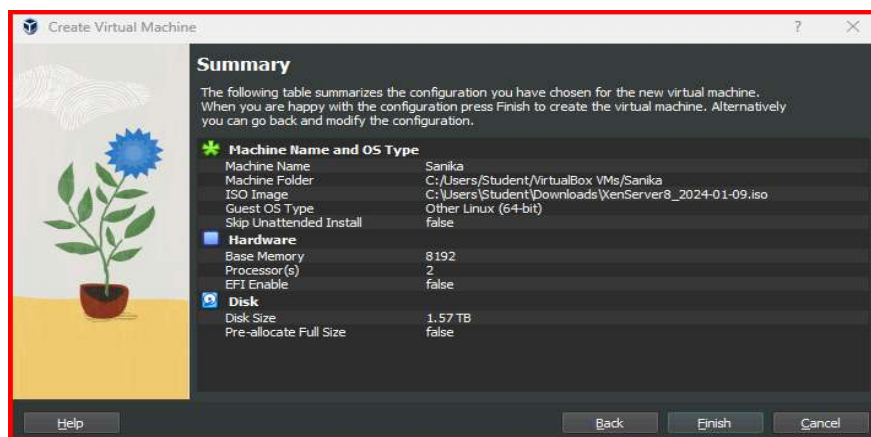 Create Virtual Machine ? ×
Summary
The following table summarizes the configuration you have chosen for the new virtual machine.
When you are happy with the configuration press Finish to create the virtual machine. Alternatively
you can go back and modify the configuration.
Machine Name and OS Type
Machine Name Sanika
Machine Folder C:/Users/Student/VirtualBox VMs/Sanika
ISO Image C:\Users\Student\Downloads\XenServer8_2024-01-09.iso
Guest OS Type Other Linux (64-bit)
Skip Unattended Install false
Hardware
Base Memory 8192
Processor(s) 2
EFI Enable false
Disk
Disk Size 1.57 TB
Pre-allocate Full Size false
Help Back Finish Cancel